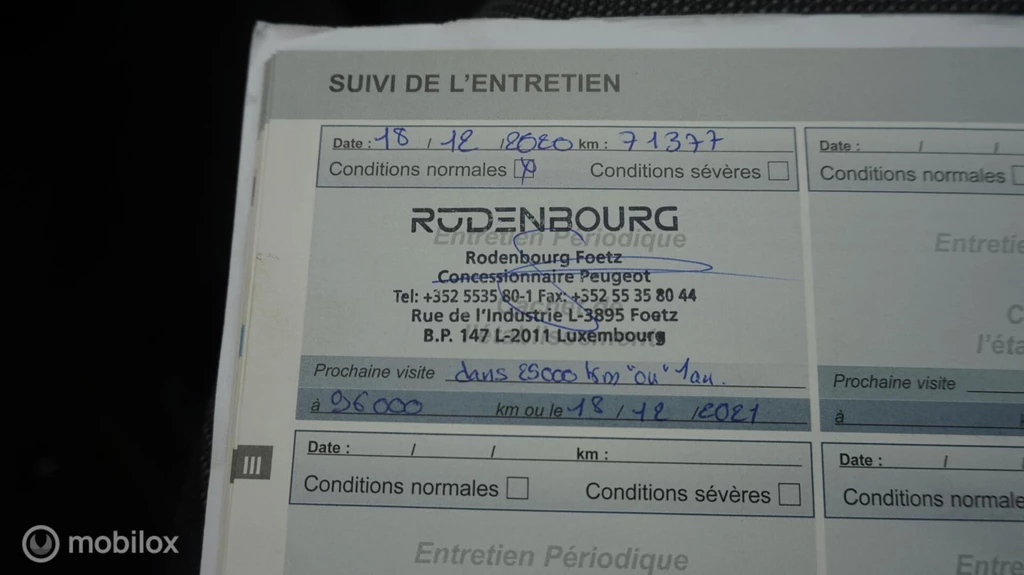 SUIVI DE L'ENTRETIEN
Date : 18 / 12 / 2020 km : 71377
Conditions normales Conditions sévères
RODENBOURG
Entretien Périodique
Rodenbourg Foetz
Concessionnaire Peugeot
Tel: +352 5535 80-1 Fax: +352 55 35 80 44
Rue de l'Industrie L-3895 Foetz
B.P. 147 L-2011 Luxembourg
Prochaine visite dans 25000 km "ou" 1 an.
à 96000 km ou le 18 / 12 / 2021
Date : / /
Conditions normales
Entretie
C
l'éta
Prochaine visite
à
III
Date : / / km :
Conditions normales Conditions sévères
Entretien Périodique
Date : /
Conditions normale
Entre
mobilox